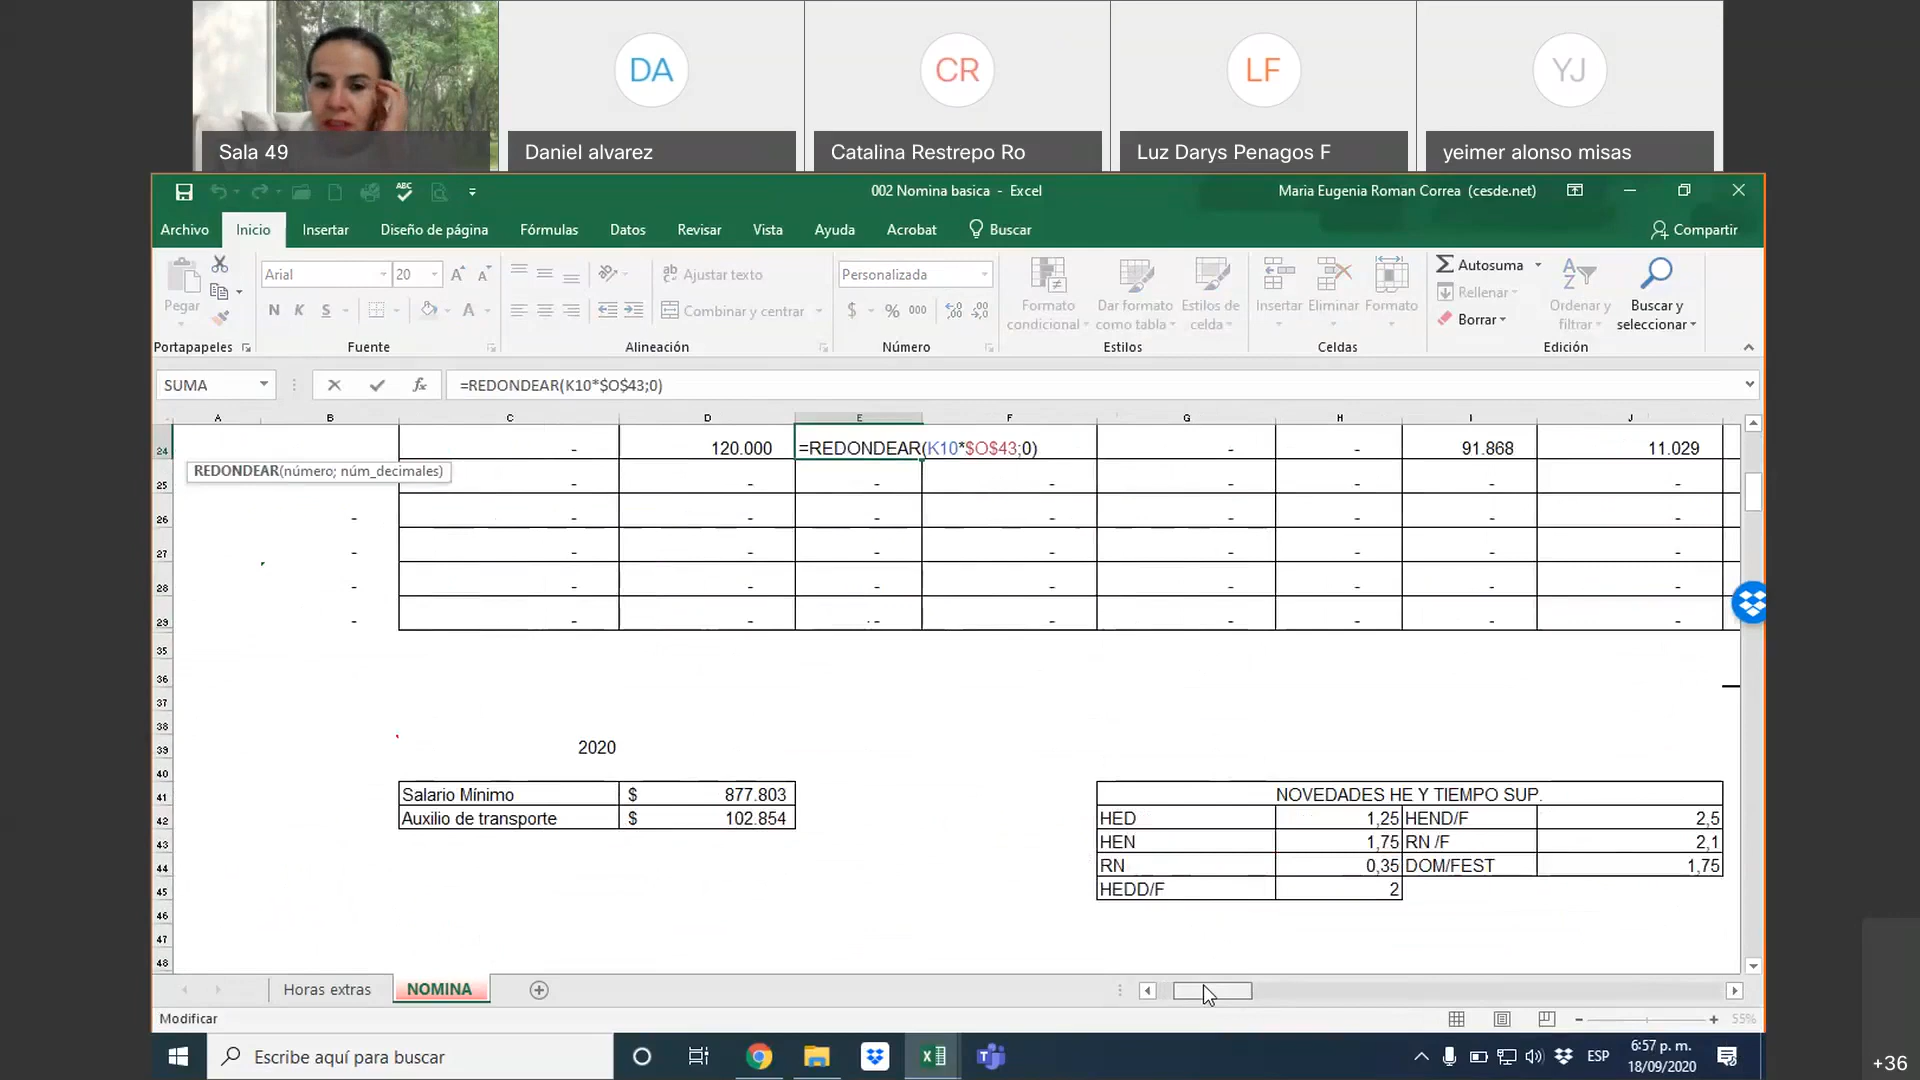 DA
CR
LF
YJ
Sala 49
Daniel alvarez
Catalina Restrepo Ro
Luz Darys Penagos F
yeimer alonso misas
ABC
002 Nomina basica - Excel
Maria Eugenia Roman Correa (cesde.net)
Archivo
Inicio
Insertar
Diseño de página
Fórmulas
Datos
Revisar
Vista
Ayuda
Acrobat
Buscar
Compartir
Pegar
Arial
20
N K S
Ajustar texto
Combinar y centrar
Personalizada
$ % 000
Formato condicional
Dar formato como tabla
Estilos de celda
Insertar
Eliminar
Formato
Autosuma
Rellenar
Borrar
Ordenar y filtrar
Buscar y seleccionar
Portapapeles
Fuente
Alineación
Número
Estilos
Celdas
Edición
SUMA
fx
=REDONDEAR(K10*$O$43;0)
A B C D E F G H I J
24 - 120.000 =REDONDEAR(K10*$O$43;0) - - 91.868 11.029
REDONDEAR(número; núm_decimales)
25 - - - - - - - -
26 - - - - - - - - -
27 - - - - - - - - -
28 - - - - - - - - -
29 - - - - - - - - -
35
36
37
38
39 2020
40
41 Salario Mínimo $ 877.803 NOVEDADES HE Y TIEMPO SUP.
42 Auxilio de transporte $ 102.854 HED 1,25 HEND/F 2,5
43 HEN 1,75 RN /F 2,1
44 RN 0,35 DOM/FEST 1,75
45 HEDD/F 2
46
47
48
Horas extras
NOMINA
Modificar
55%
Escribe aquí para buscar
ESP
6:57 p. m.
18/09/2020
+36